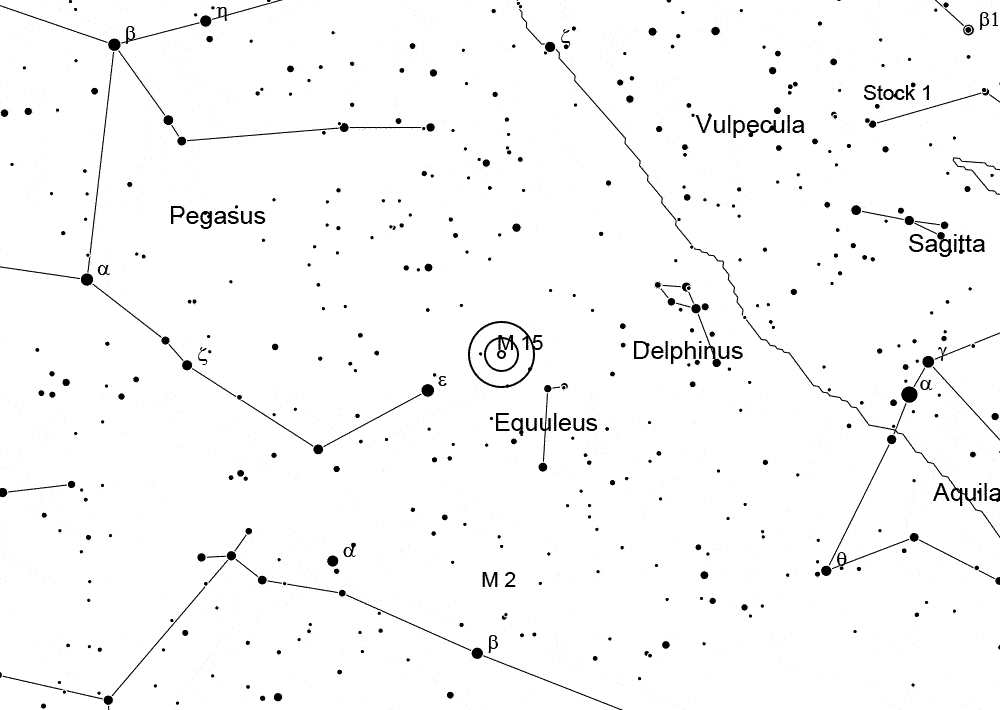 η
β
ζ
β1
Stock 1
Vulpecula
Pegasus
Sagitta
α
M 15
Delphinus
γ
ζ
ε
α
Equuleus
Aquila
α
θ
M 2
β